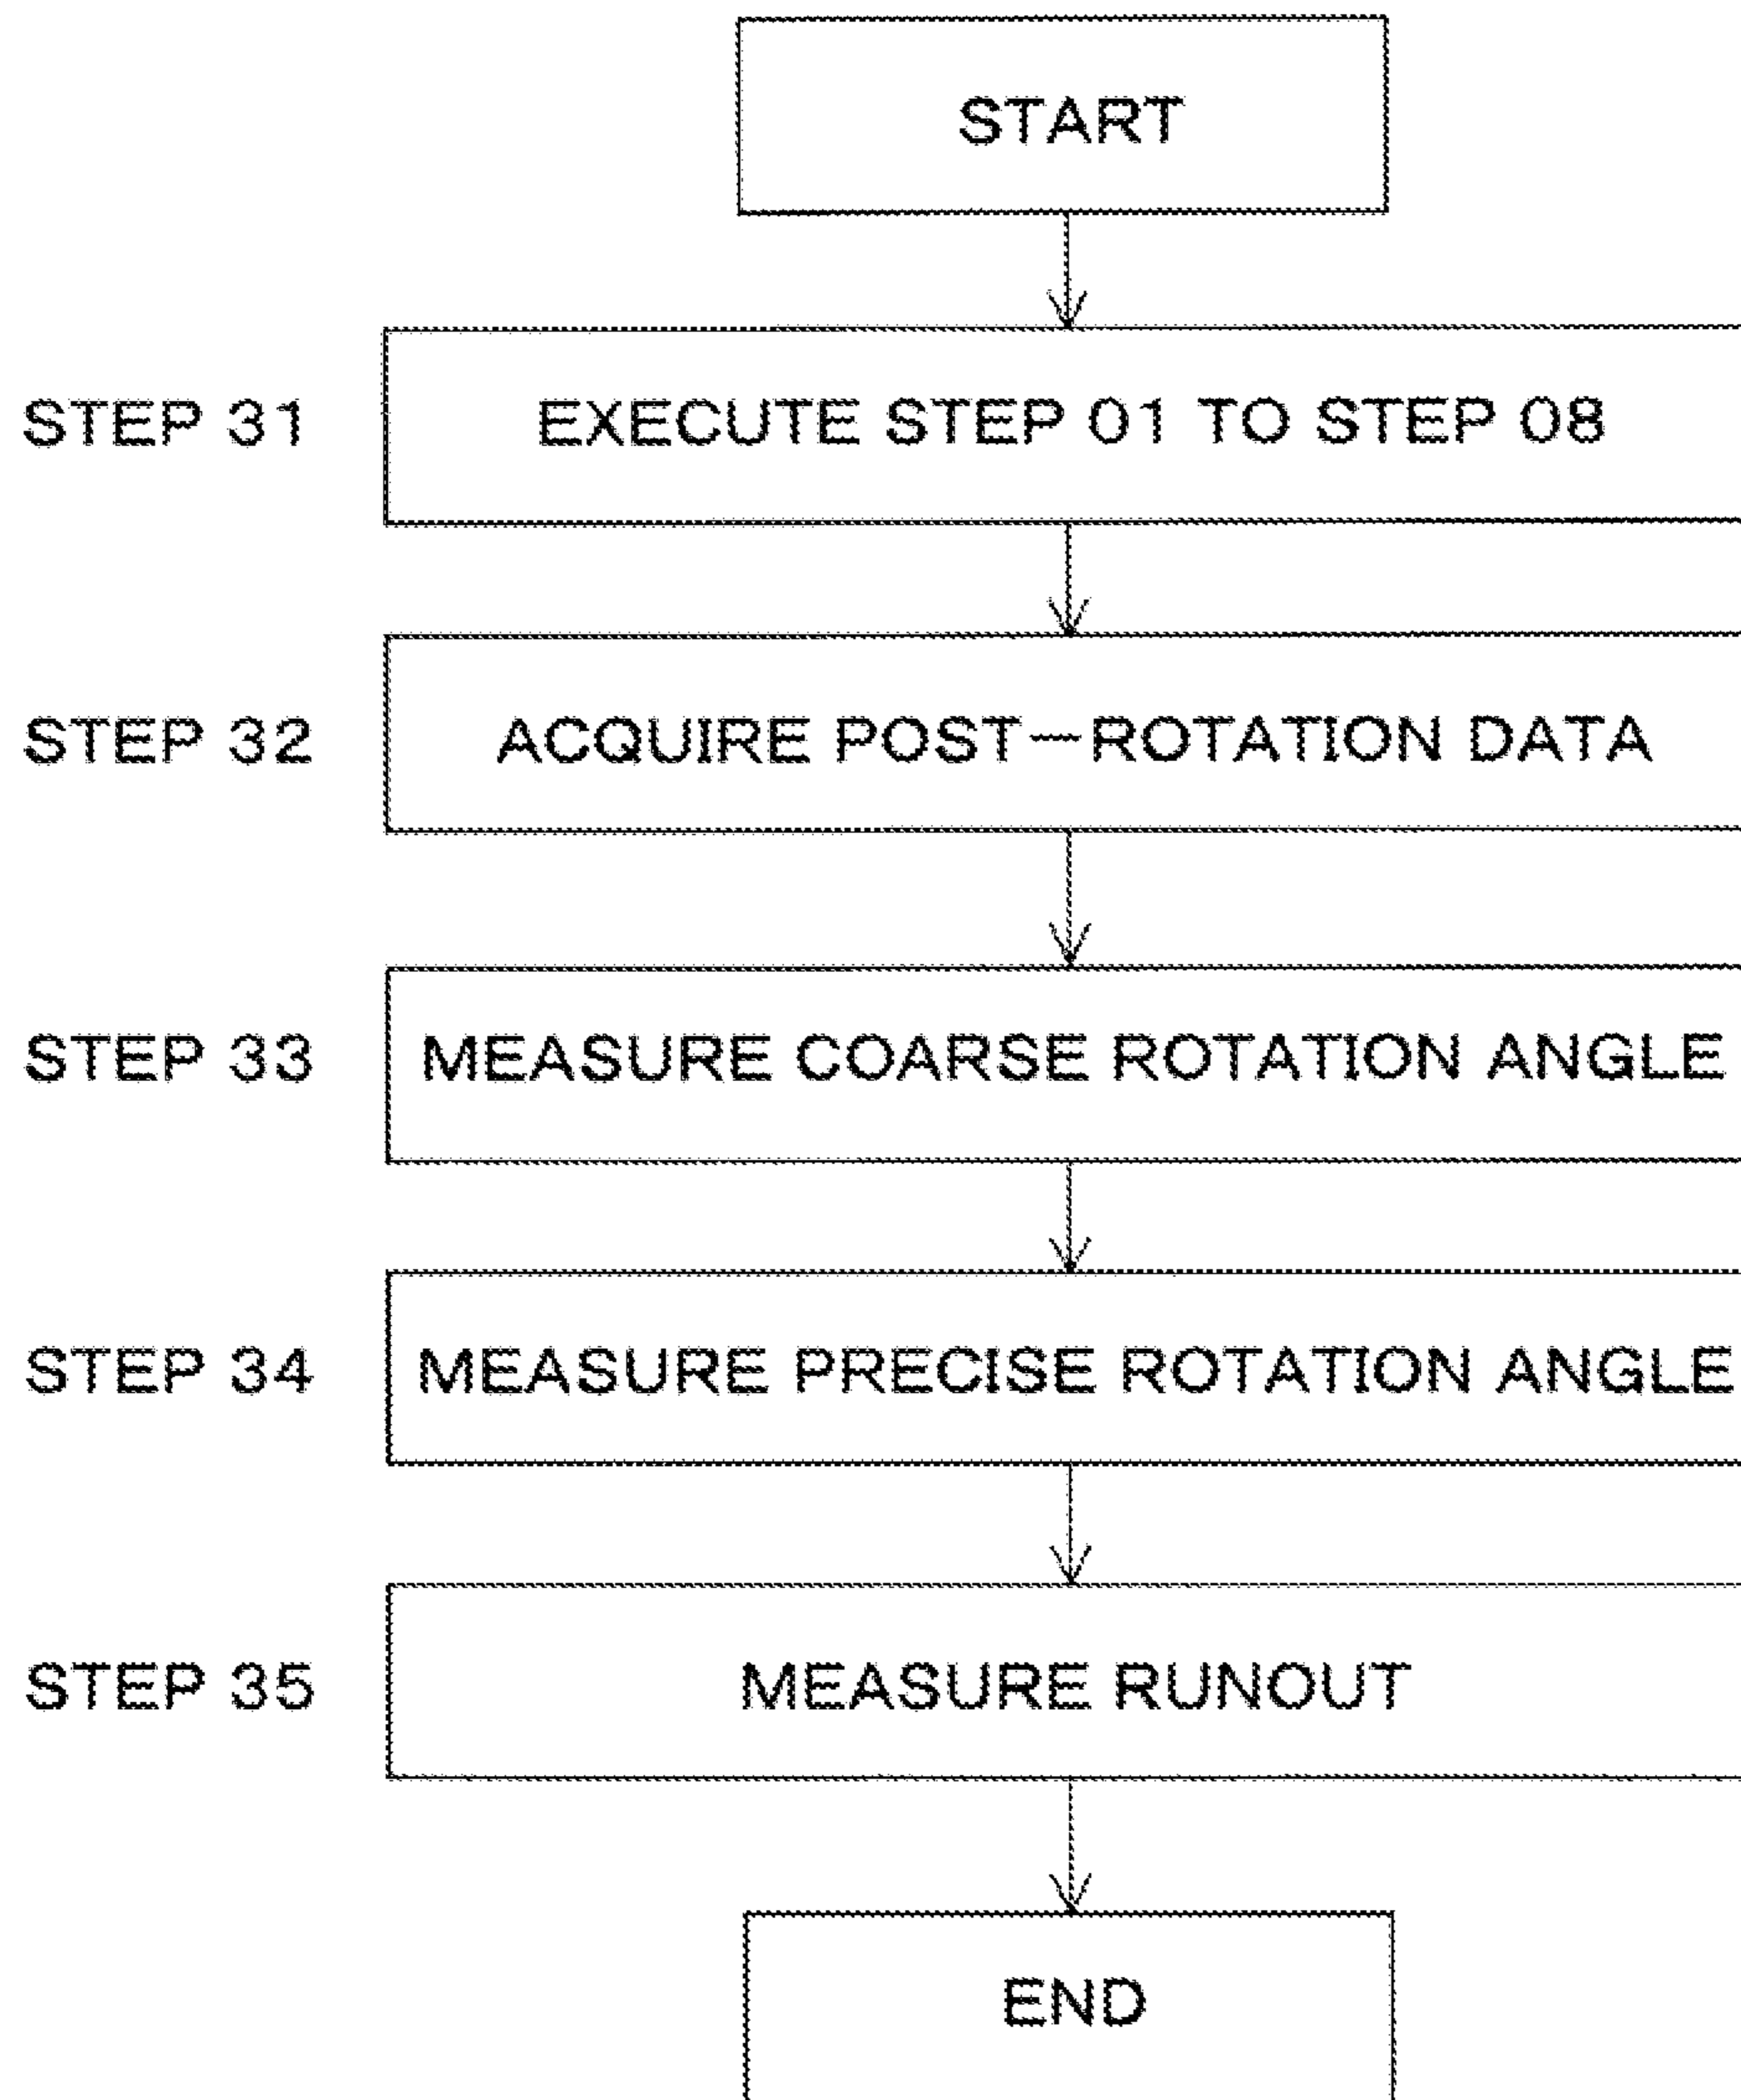 START
STEP 31
EXECUTE STEP 01 TO STEP 08
STEP 32
ACQUIRE POST-ROTATION DATA
STEP 33
MEASURE COARSE ROTATION ANGLE
STEP 34
MEASURE PRECISE ROTATION ANGLE
STEP 35
MEASURE RUNOUT
END